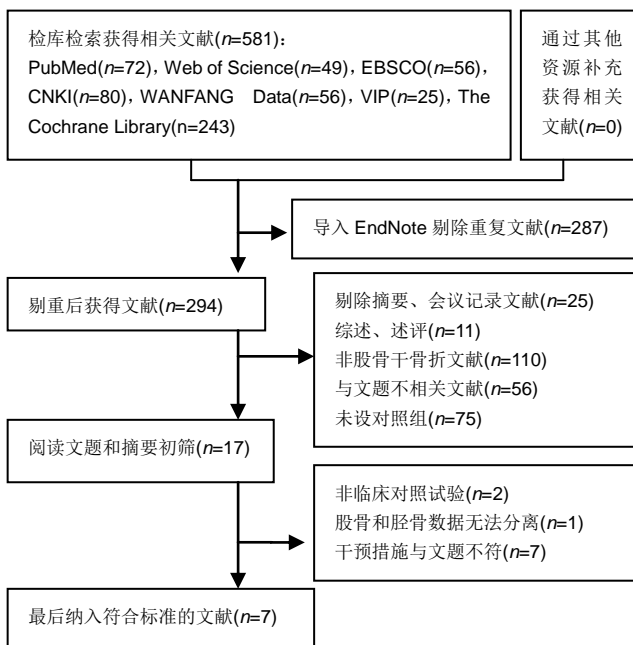 检库检索获得相关文献(n=581)：
PubMed(n=72)，Web of Science(n=49)，EBSCO(n=56)，
CNKI(n=80)，WANFANG Data(n=56)，VIP(n=25)，The
Cochrane Library(n=243)
通过其他
资源补充
获得相关
文献(n=0)
导入 EndNote 剔除重复文献(n=287)
剔重后获得文献(n=294)
剔除摘要、会议记录文献(n=25)
综述、述评(n=11)
非股骨干骨折文献(n=110)
与文题不相关文献(n=56)
未设对照组(n=75)
阅读文题和摘要初筛(n=17)
非临床对照试验(n=2)
股骨和胫骨数据无法分离(n=1)
干预措施与文题不符(n=7)
最后纳入符合标准的文献(n=7)